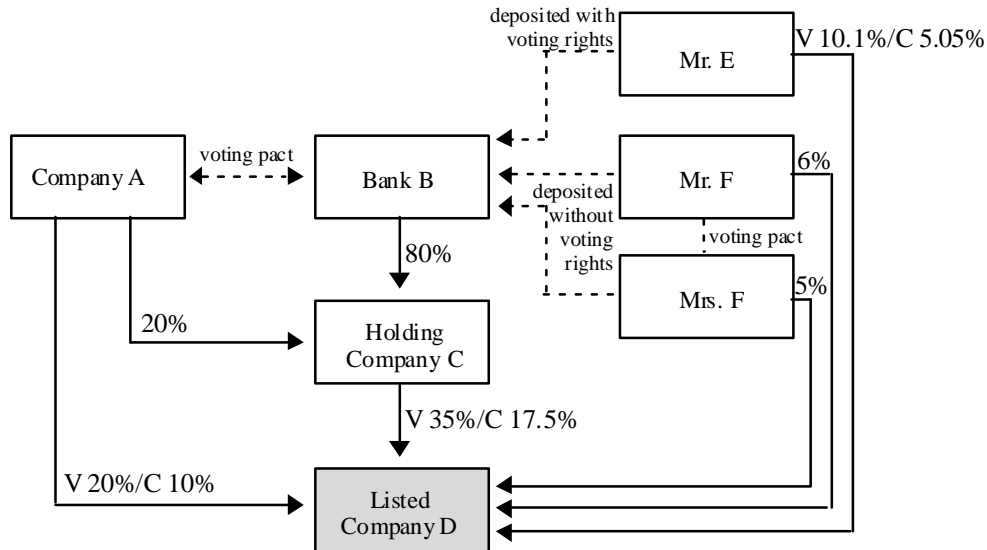 deposited with
voting rights
Mr. E
V 10.1%/C 5.05%
Company A
voting pact
Bank B
Mr. F
6%
deposited
without
voting
rights
voting pact
80%
Mrs. F
5%
20%
Holding
Company C
V 35%/C 17.5%
V 20%/C 10%
Listed
Company D